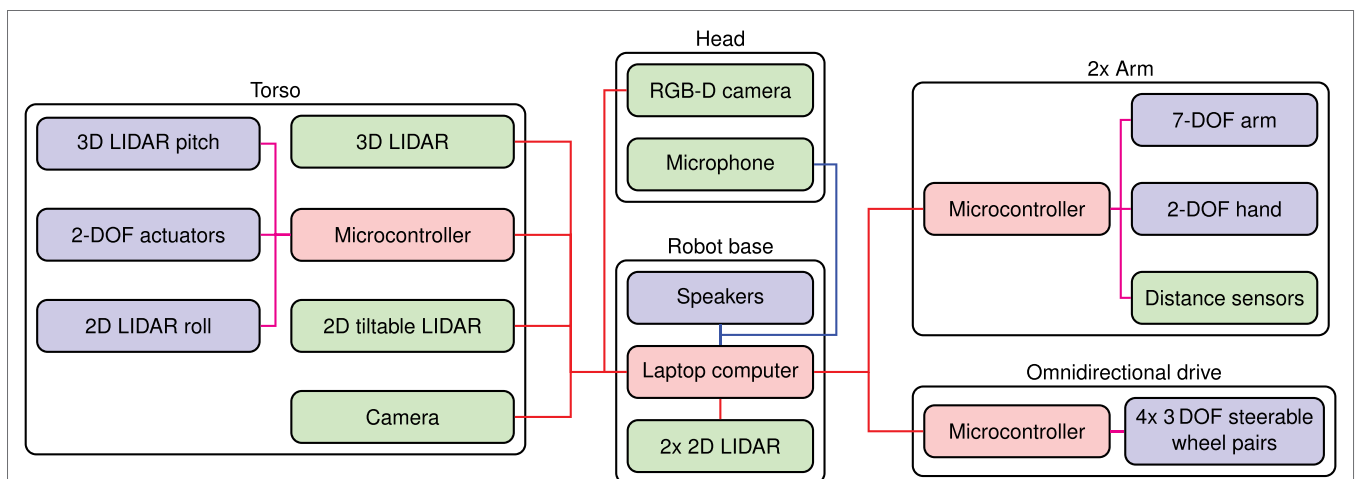 Torso
3D LIDAR pitch
3D LIDAR
2-DOF actuators
Microcontroller
2D LIDAR roll
2D tiltable LIDAR
Camera
Head
RGB-D camera
Microphone
Robot base
Speakers
Laptop computer
2x 2D LIDAR
2x Arm
7-DOF arm
Microcontroller
2-DOF hand
Distance sensors
Omnidirectional drive
Microcontroller
4x 3 DOF steerable
wheel pairs